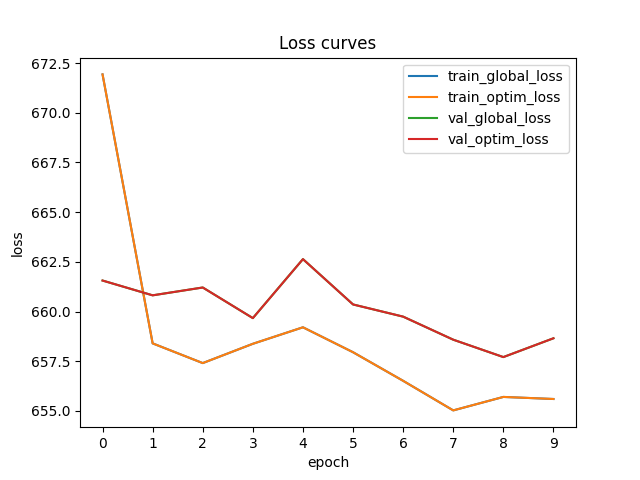 Loss curves
672.5
670.0
667.5
665.0
662.5
660.0
657.5
655.0
loss
train_global_loss
train_optim_loss
val_global_loss
val_optim_loss
0 1 2 3 4 5 6 7 8 9
epoch